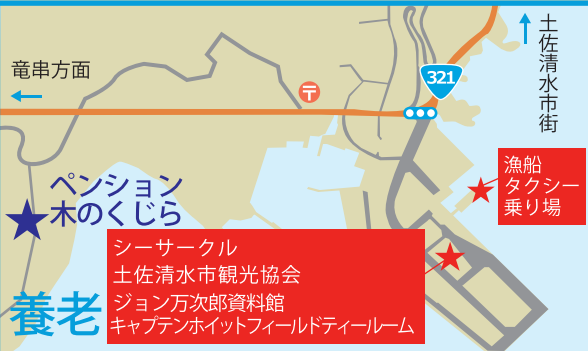 土佐清水市街
竜串方面
〒
321
漁船
タクシー
乗り場
ペンション
木のくじら
シーサークル
土佐清水市観光協会
ジョン万次郎資料館
キャプテンホイットフィールドティールーム
養老